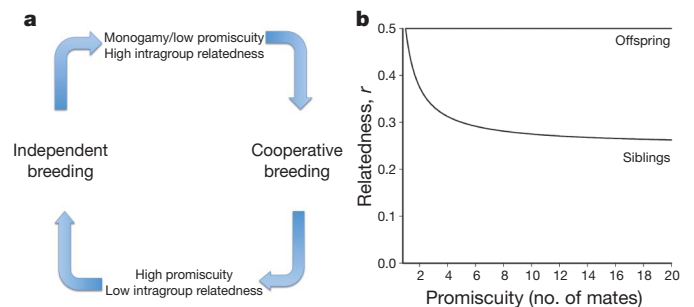 a
Monogamy/low promiscuity
High intragroup relatedness
Independent
breeding
Cooperative
breeding
High promiscuity
Low intragroup relatedness
b
Relatedness, r
0.5
0.4
0.3
0.2
0.1
0.0
Offspring
Siblings
2 4 6 8 10 12 14 16 18 20
Promiscuity (no. of mates)